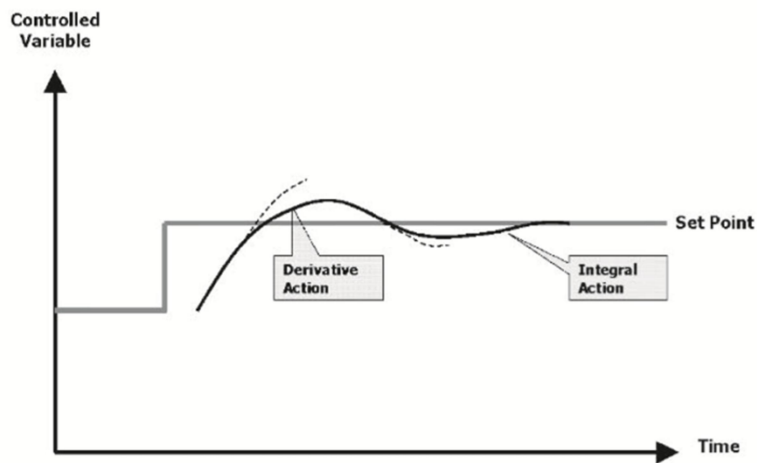 Controlled
Variable
Set Point
Derivative
Action
Integral
Action
Time